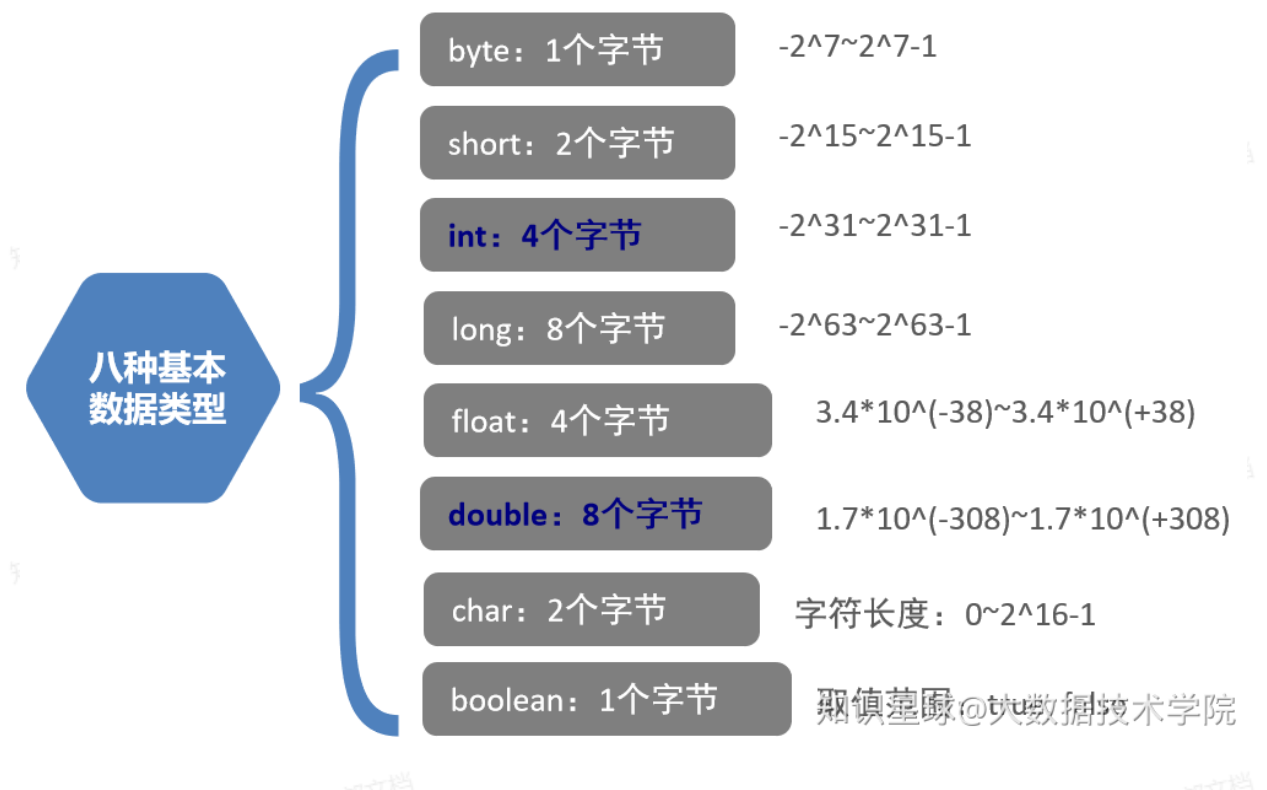 byte：1个字节
-2^7~2^7-1
short：2个字节
-2^15~2^15-1
int：4个字节
-2^31~2^31-1
long：8个字节
-2^63~2^63-1
八种基本
数据类型
float：4个字节
3.4*10^(-38)~3.4*10^(+38)
double：8个字节
1.7*10^(-308)~1.7*10^(+308)
char：2个字节
字符长度：0~2^16-1
boolean：1个字节
取值范围：true, false
知识星球@大数据技术学院